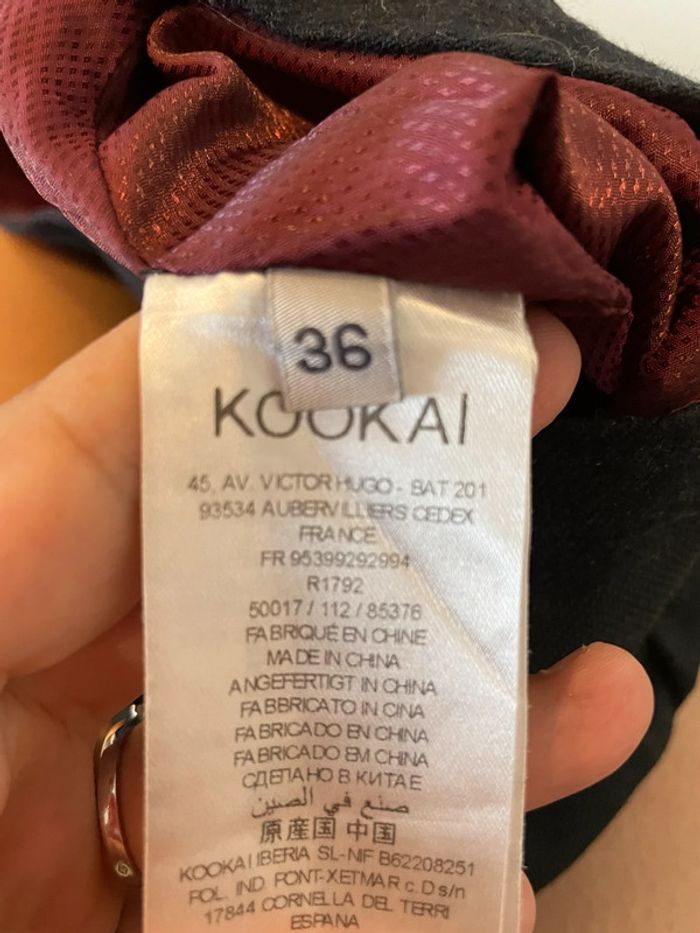 36
KOOKAI
45, AV. VICTOR HUGO - BAT 201
93534 AUBERVILLIERS CEDEX
FRANCE
FR 95399292994
R1792
50017 / 112 / 85376
FABRIQUÉ EN CHINE
MADE IN CHINA
ANGEFERTIGT IN CHINA
FABBRICATO IN CINA
FABRICADO EN CHINA
FABRICADO EM CHINA
СДЕЛАНО В КИТАЕ
صنع في الصين
原産国 中国
KOOKAI IBERIA SL-NIF B62208251
POL. IND. PONT-XETMAR c.D s/n
17844 CORNELLA DEL TERRI
ESPANA